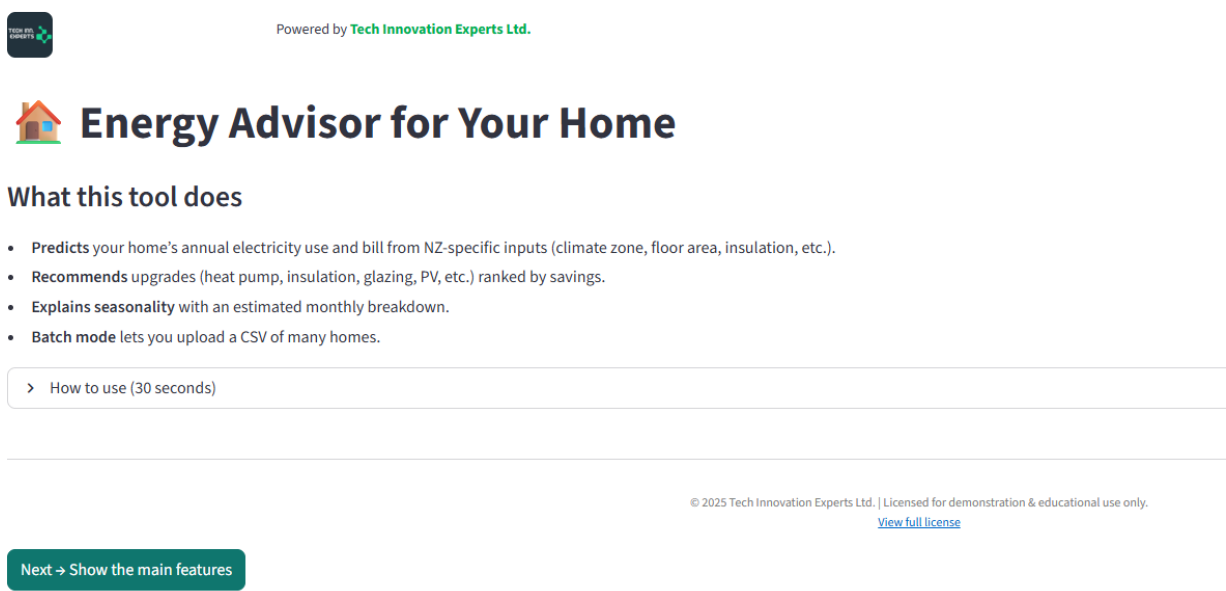 TECH INN.
EXPERTS
Powered by Tech Innovation Experts Ltd.
Energy Advisor for Your Home
What this tool does
• Predicts your home’s annual electricity use and bill from NZ-specific inputs (climate zone, floor area, insulation, etc.).
• Recommends upgrades (heat pump, insulation, glazing, PV, etc.) ranked by savings.
• Explains seasonality with an estimated monthly breakdown.
• Batch mode lets you upload a CSV of many homes.
How to use (30 seconds)
© 2025 Tech Innovation Experts Ltd. | Licensed for demonstration & educational use only.
View full license
Next → Show the main features